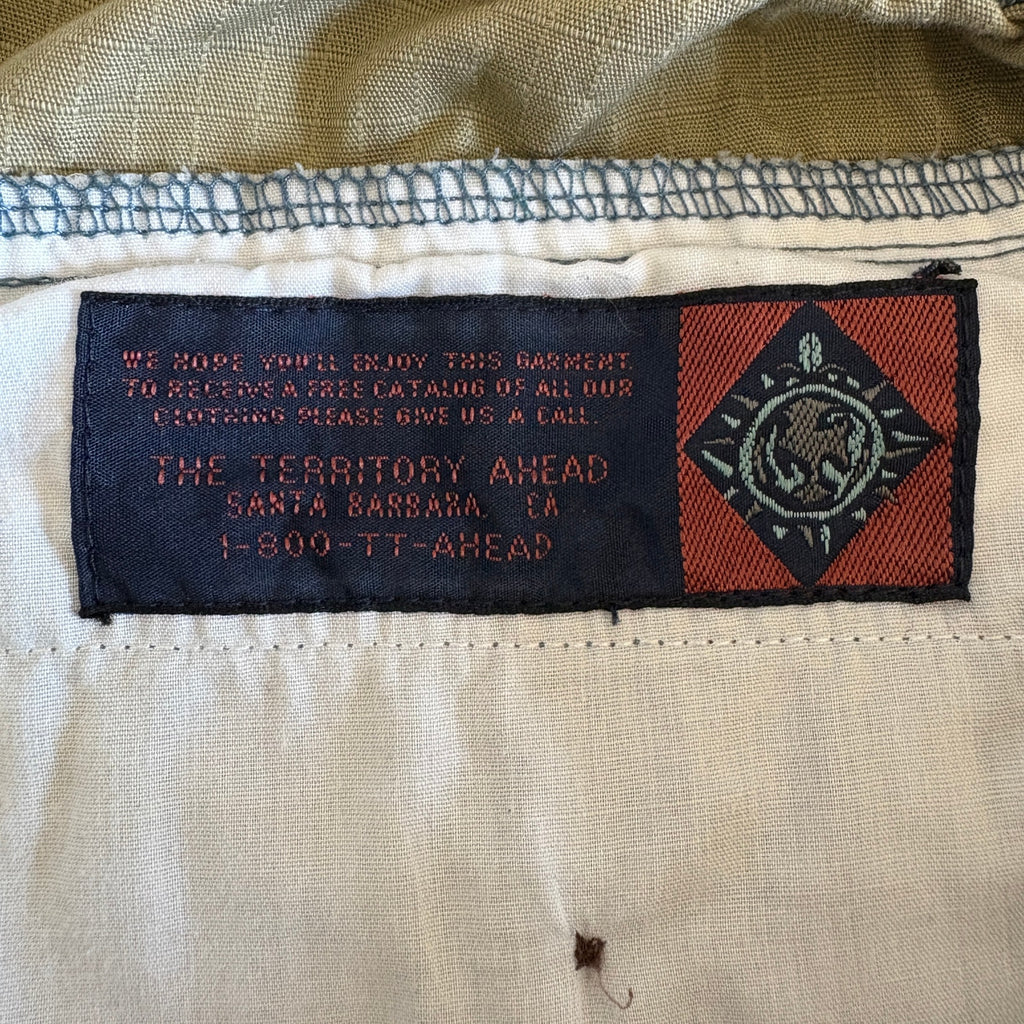 WE HOPE YOU'LL ENJOY THIS GARMENT.
TO RECEIVE A FREE CATALOG OF ALL OUR
CLOTHING PLEASE GIVE US A CALL.
THE TERRITORY AHEAD
SANTA BARBARA, CA
1-800-TT-AHEAD